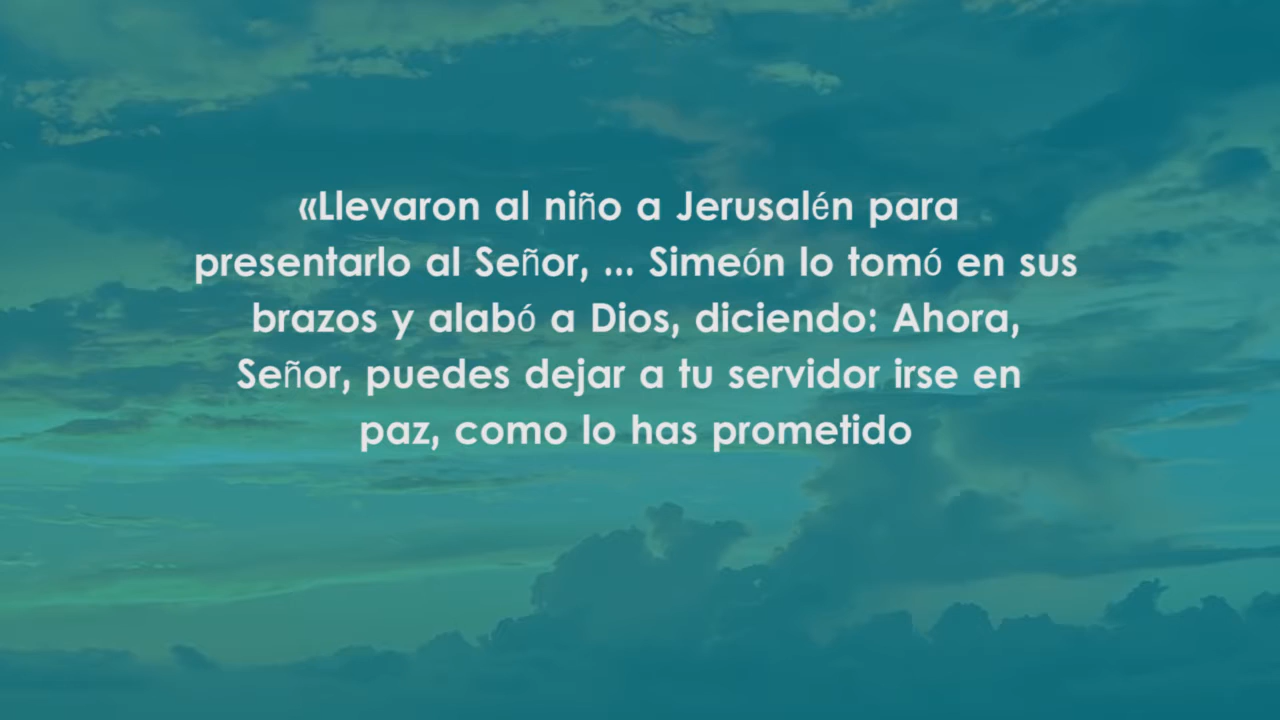 «Llevaron al niño a Jerusalén para
presentarlo al Señor, ... Simeón lo tomó en sus
brazos y alabó a Dios, diciendo: Ahora,
Señor, puedes dejar a tu servidor irse en
paz, como lo has prometido